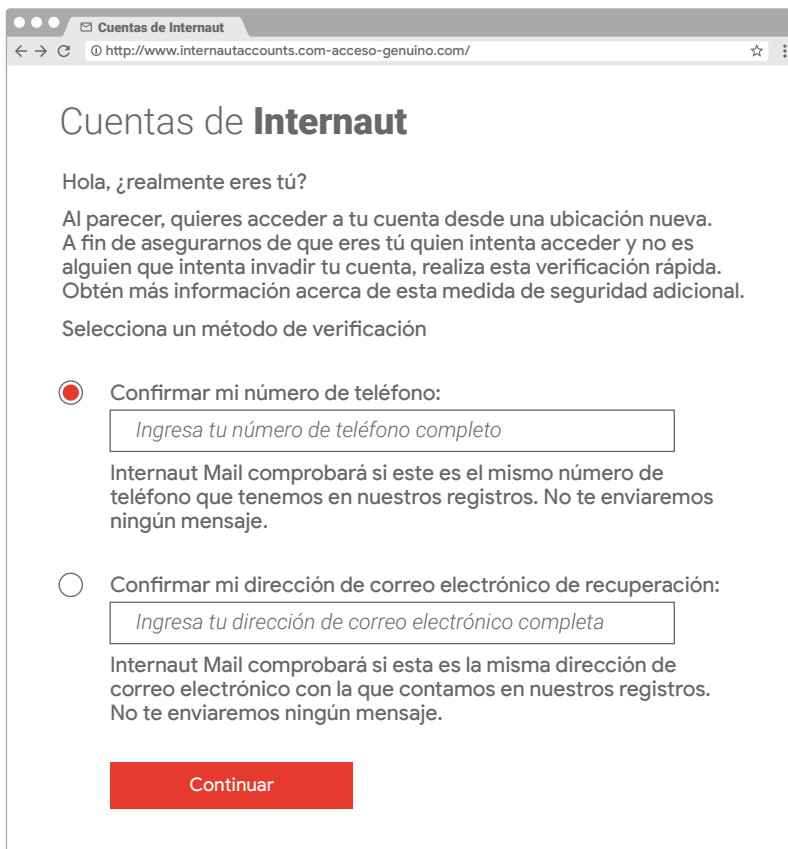 Cuentas de Internaut
http://www.internautaccounts.com-acceso-genuino.com/
Cuentas de Internaut
Hola, ¿realmente eres tú?
Al parecer, quieres acceder a tu cuenta desde una ubicación nueva.
A fin de asegurarnos de que eres tú quien intenta acceder y no es
alguien que intenta invadir tu cuenta, realiza esta verificación rápida.
Obtén más información acerca de esta medida de seguridad adicional.
Selecciona un método de verificación
Confirmar mi número de teléfono:
Ingresa tu número de teléfono completo
Internaut Mail comprobará si este es el mismo número de
teléfono que tenemos en nuestros registros. No te enviaremos
ningún mensaje.
Confirmar mi dirección de correo electrónico de recuperación:
Ingresa tu dirección de correo electrónico completa
Internaut Mail comprobará si esta es la misma dirección de
correo electrónico con la que contamos en nuestros registros.
No te enviaremos ningún mensaje.
Continuar